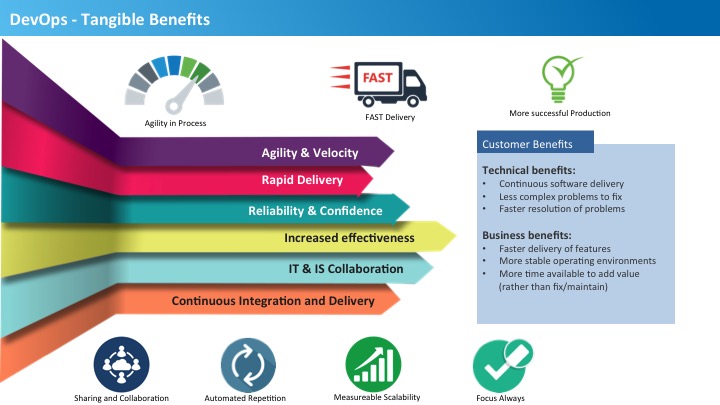 DevOps - Tangible Benefits
FAST
Agility in Process
FAST Delivery
More successful Production
Agility & Velocity
Rapid Delivery
Reliability & Confidence
Increased effectiveness
IT & IS Collaboration
Continuous Integration and Delivery
Customer Benefits
Technical benefits:
• Continuous software delivery
• Less complex problems to fix
• Faster resolution of problems
Business benefits:
• Faster delivery of features
• More stable operating environments
• More time available to add value
(rather than fix/maintain)
Sharing and Collaboration
Automated Repetition
Measureable Scalability
Focus Always